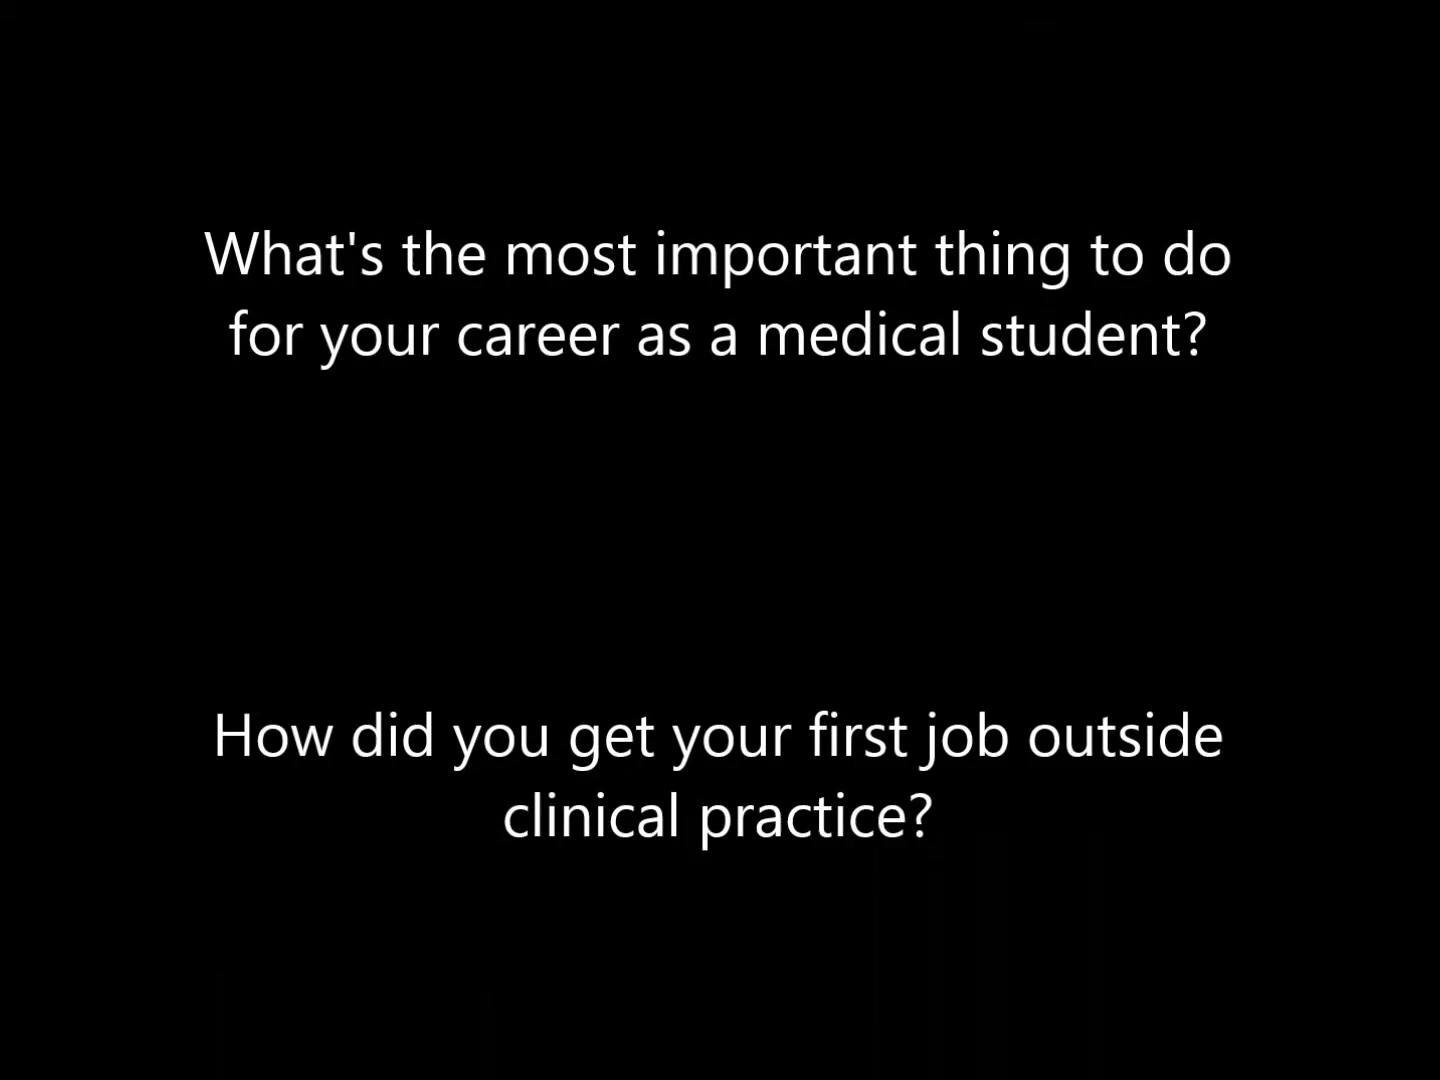 What's the most important thing to do
for your career as a medical student?
How did you get your first job outside
clinical practice?